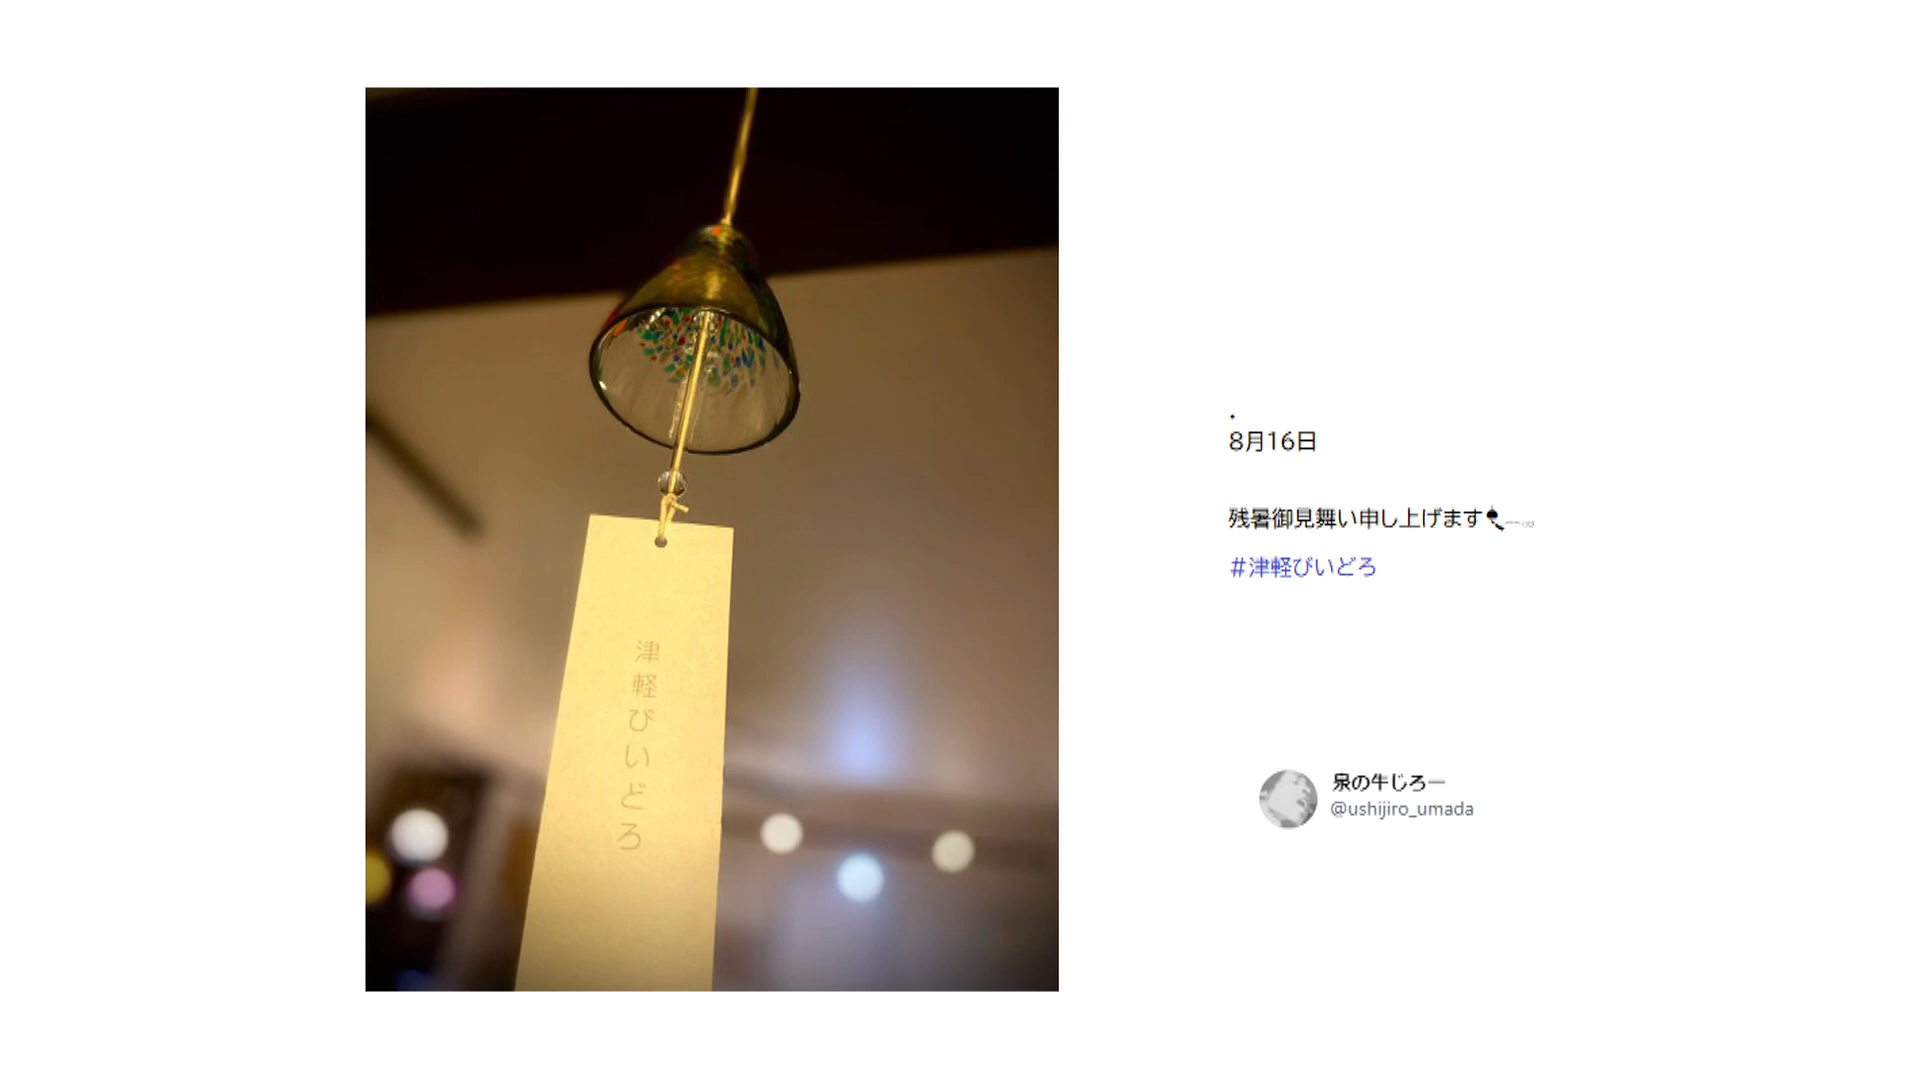 津軽びいどろ
.
8月16日
残暑御見舞い申し上げます
#津軽びいどろ
泉の牛じろー
@ushijiro_umada